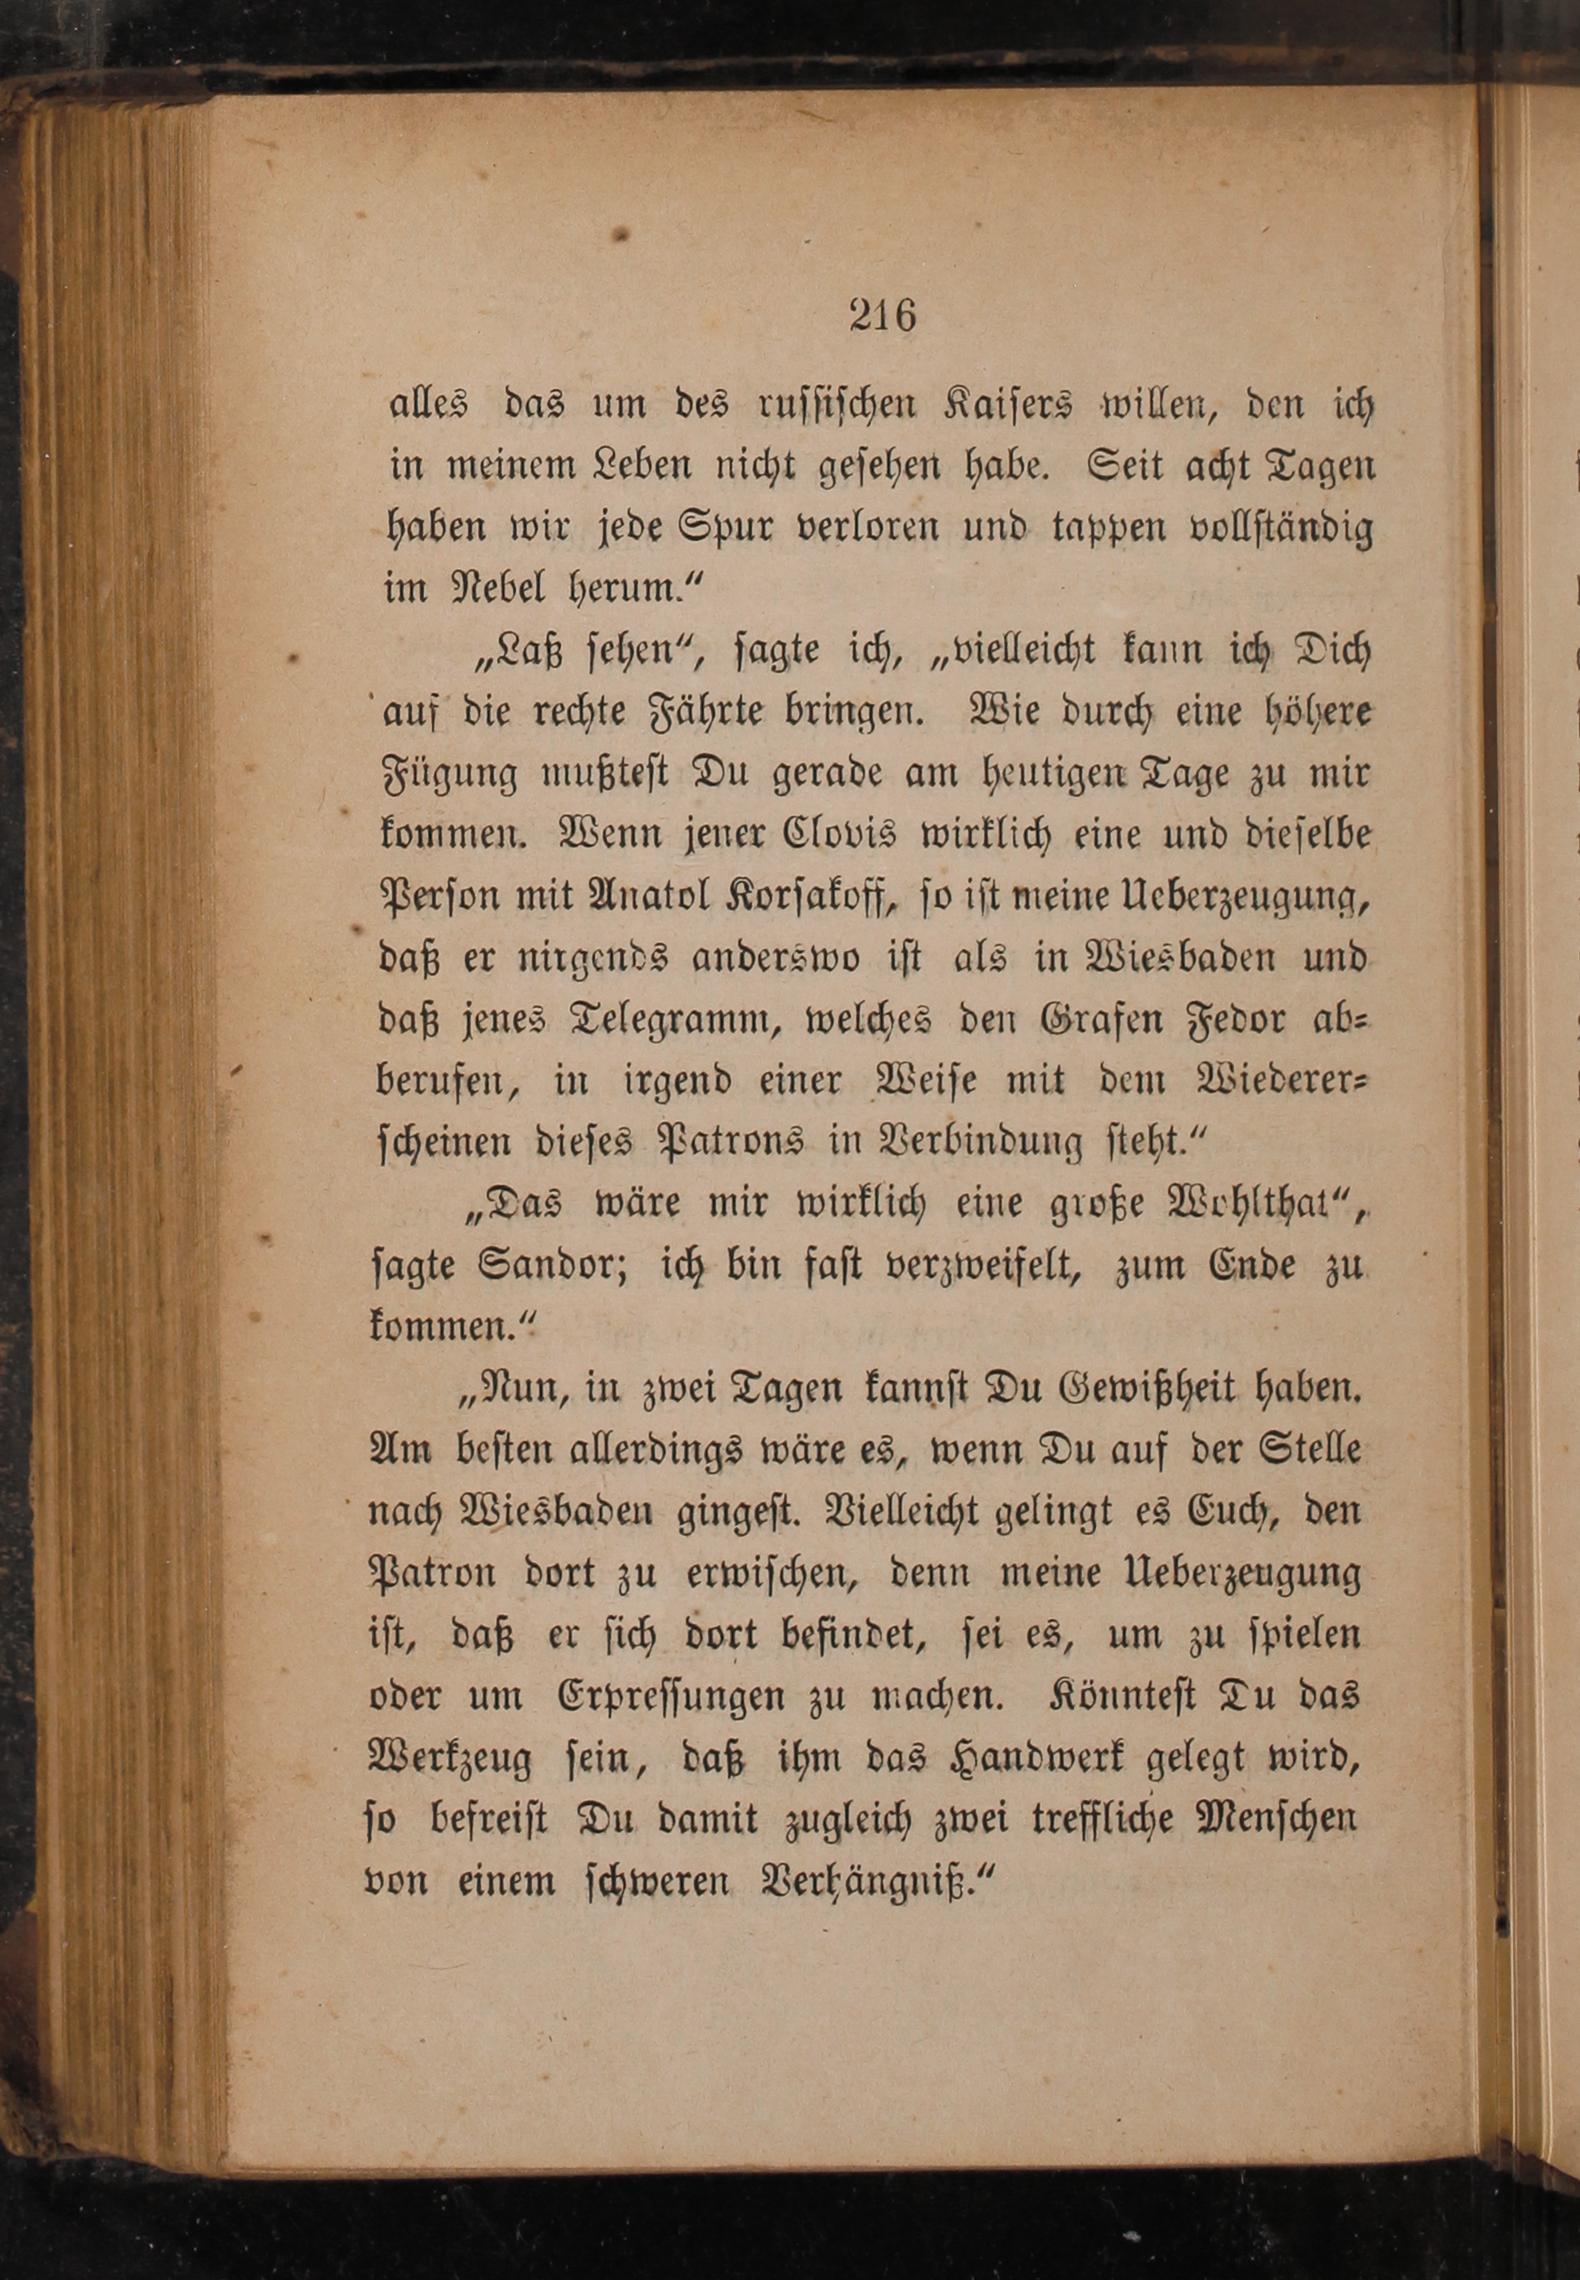 216
alles das um des russischen Kaisers willen, den ich
in meinem Leben nicht gesehen habe. Seit acht Tagen
haben wir jede Spur verloren und tappen vollständig
im Nebel herum.“
„Laß sehen“, sagte ich, „vielleicht kann ich Dich
auf die rechte Fährte bringen. Wie durch eine höhere
Fügung mußtest Du gerade am heutigen Tage zu mir
kommen. Wenn jener Clovis wirklich eine und dieselbe
Person mit Anatol Korsakoff, so ist meine Ueberzeugung,
daß er nirgends anderswo ist als in Wiesbaden und
daß jenes Telegramm, welches den Grafen Fedor ab-
berufen, in irgend einer Weise mit dem Wiederer-
scheinen dieses Patrons in Verbindung steht.“
„Das wäre mir wirklich eine große Wohlthat“,
sagte Sandor; ich bin fast verzweifelt, zum Ende zu
kommen.“
„Nun, in zwei Tagen kannst Du Gewißheit haben.
Am besten allerdings wäre es, wenn Du auf der Stelle
nach Wiesbaden gingest. Vielleicht gelingt es Euch, den
Patron dort zu erwischen, denn meine Ueberzeugung
ist, daß er sich dort befindet, sei es, um zu spielen
oder um Erpressungen zu machen. Könntest Du das
Werkzeug sein, daß ihm das Handwerk gelegt wird,
so befreist Du damit zugleich zwei treffliche Menschen
von einem schweren Verhängniß.“